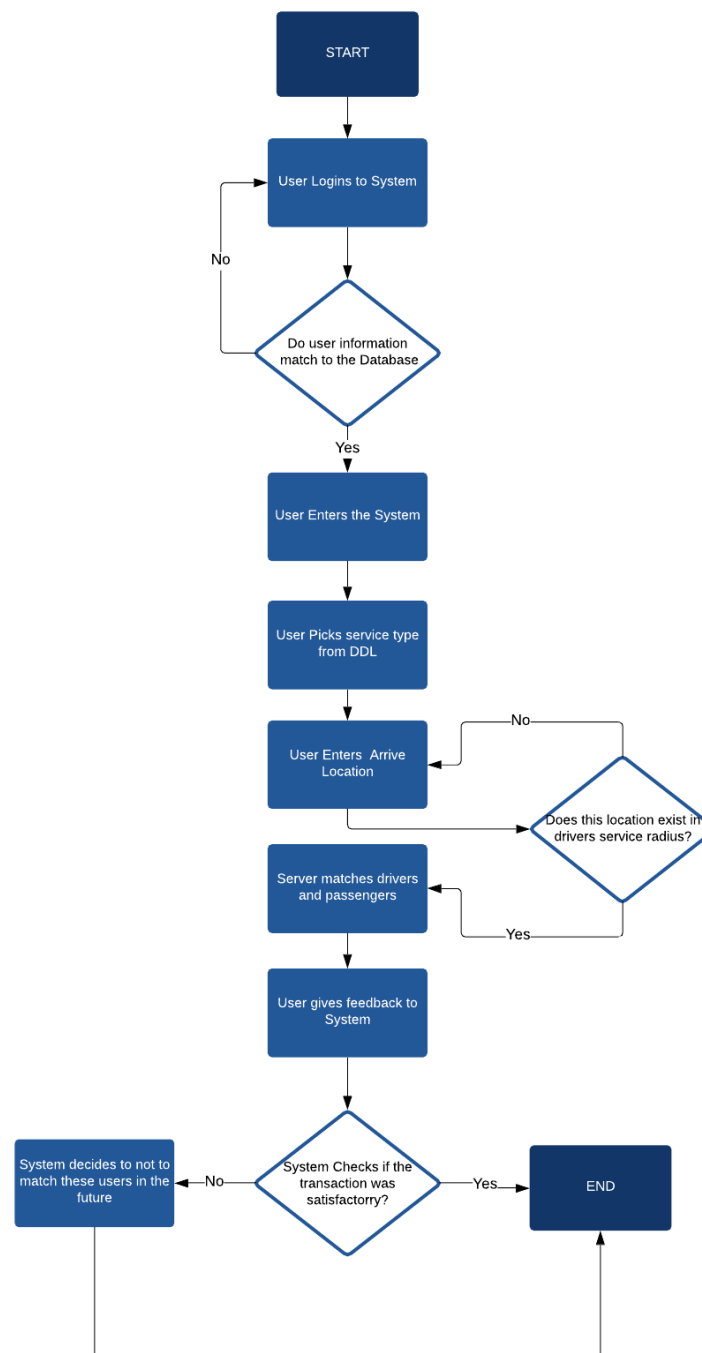 START
User Logins to System
No
Do user information
match to the Database
Yes
User Enters the System
User Picks service type
from DDL
No
User Enters  Arrive
Location
Does this location exist in
drivers service radius?
Server matches drivers
and passengers
Yes
User gives feedback to
System
System decides to not to
match these users in the
future
No
System Checks if the
transaction was
satisfactorry?
Yes
END